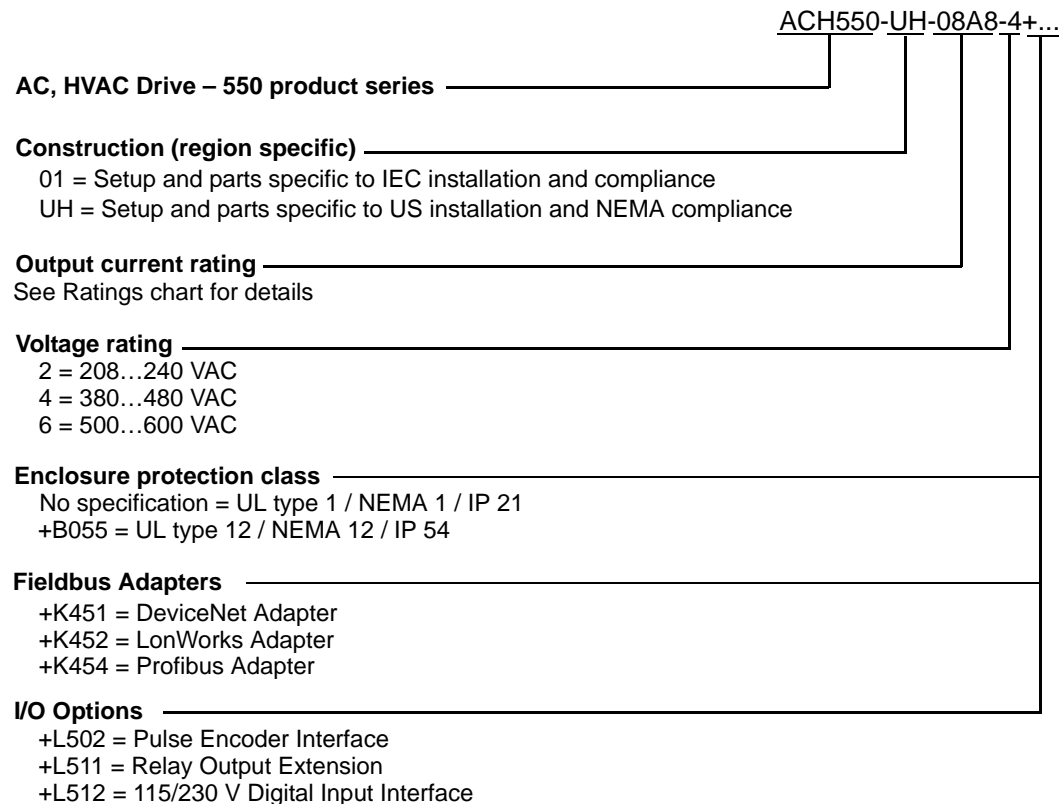 ACH550-UH-08A8-4+...
AC, HVAC Drive – 550 product series
Construction (region specific)
01 = Setup and parts specific to IEC installation and compliance
UH = Setup and parts specific to US installation and NEMA compliance
Output current rating
See Ratings chart for details
Voltage rating
2 = 208…240 VAC
4 = 380…480 VAC
6 = 500…600 VAC
Enclosure protection class
No specification = UL type 1 / NEMA 1 / IP 21
+B055 = UL type 12 / NEMA 12 / IP 54
Fieldbus Adapters
+K451 = DeviceNet Adapter
+K452 = LonWorks Adapter
+K454 = Profibus Adapter
I/O Options
+L502 = Pulse Encoder Interface
+L511 = Relay Output Extension
+L512 = 115/230 V Digital Input Interface